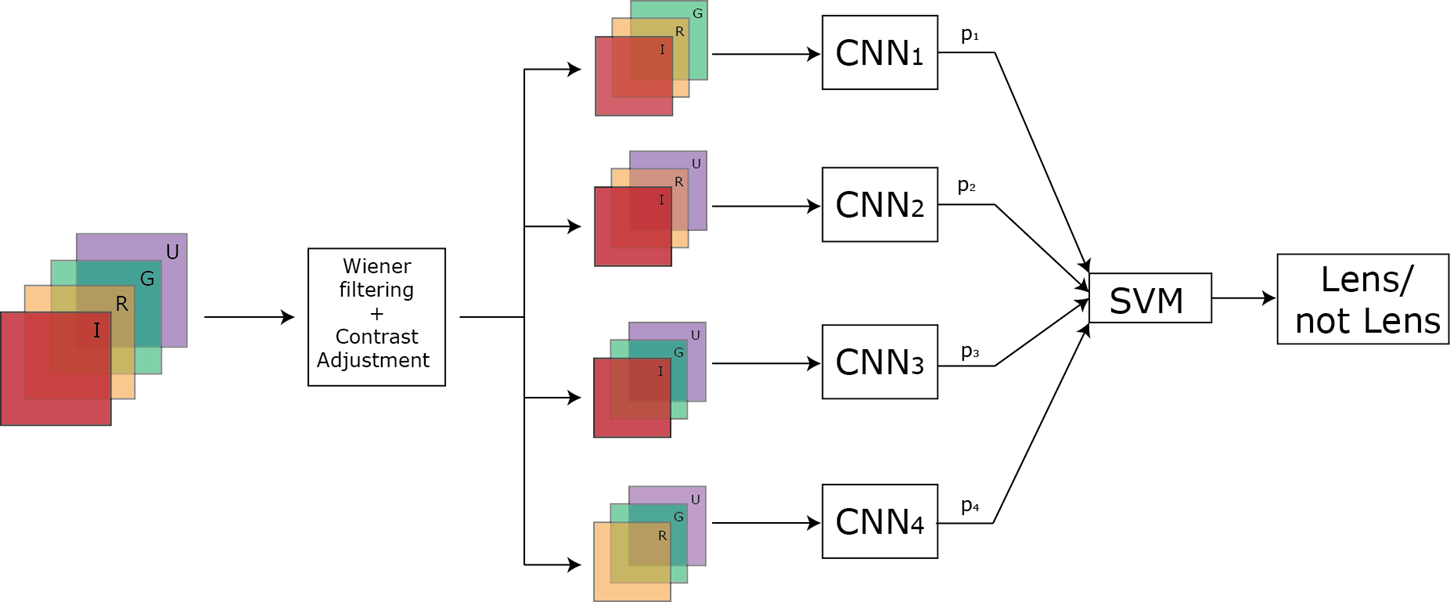 U
G
R
I
Wiener
filtering
+
Contrast
Adjustment
G
R
I
CNN₁
p₁
U
R
I
CNN₂
p₂
U
G
I
CNN₃
p₃
U
G
R
CNN₄
p₄
SVM
Lens/
not Lens